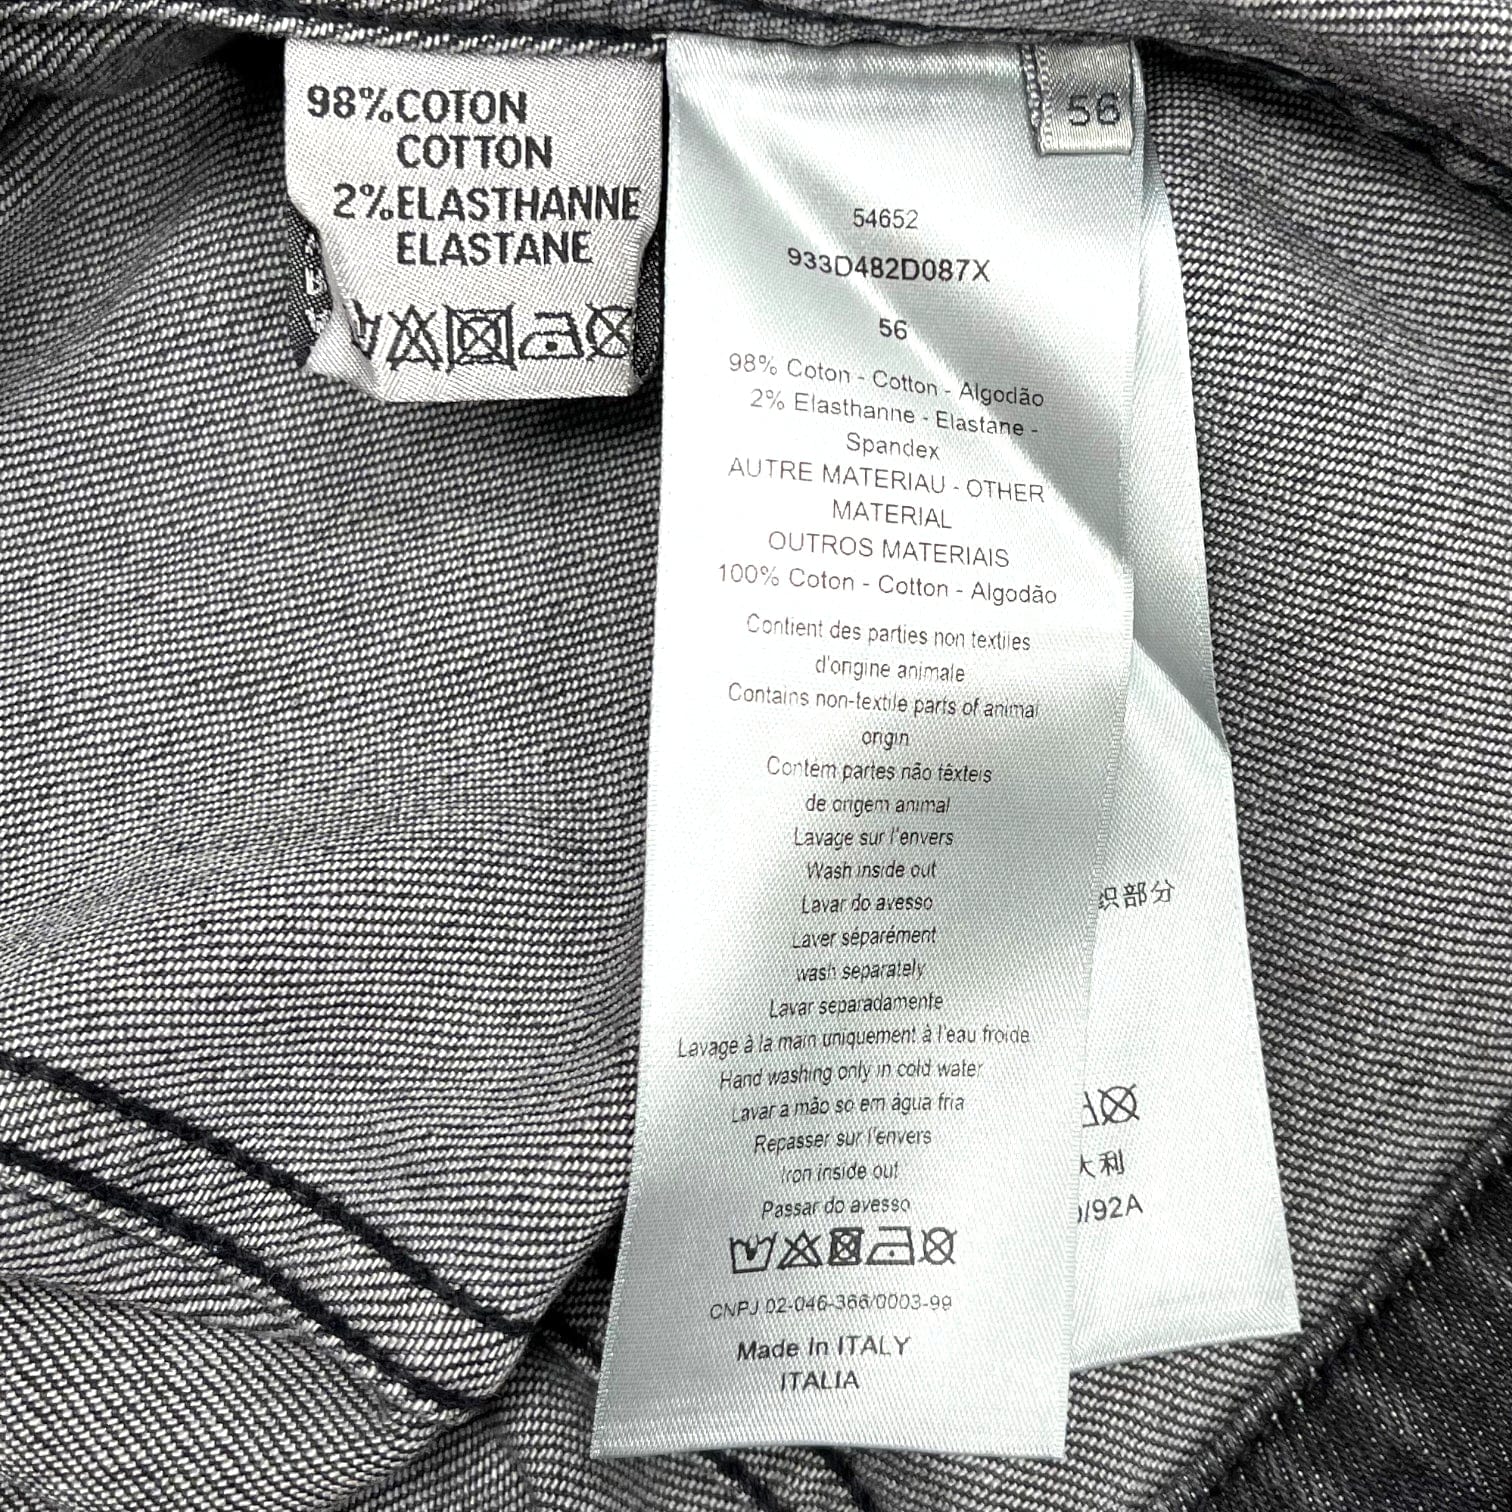 98%COTON
COTTON
2%ELASTHANNE
ELASTANE
56
54652
933D482D087X
56
98% Coton - Cotton - Algodão
2% Elasthanne - Elastane -
Spandex
AUTRE MATERIAU - OTHER
MATERIAL
OUTROS MATERIAIS
100% Coton - Cotton - Algodão
Contient des parties non textiles
d'origine animale
Contains non-textile parts of animal
origin
Contém partes não têxteis
de origem animal
Lavage sur l'envers
Wash inside out
Lavar do avesso
Laver séparément
wash separately
Lavar separadamente
Lavage à la main uniquement à l'eau froide
Hand washing only in cold water
Lavar a mão so em água fria
Repasser sur l'envers
Iron inside out
Passar do avesso
CNPJ 02-046-366/0003-99
Made In ITALY
ITALIA
织部分
大利
/92A